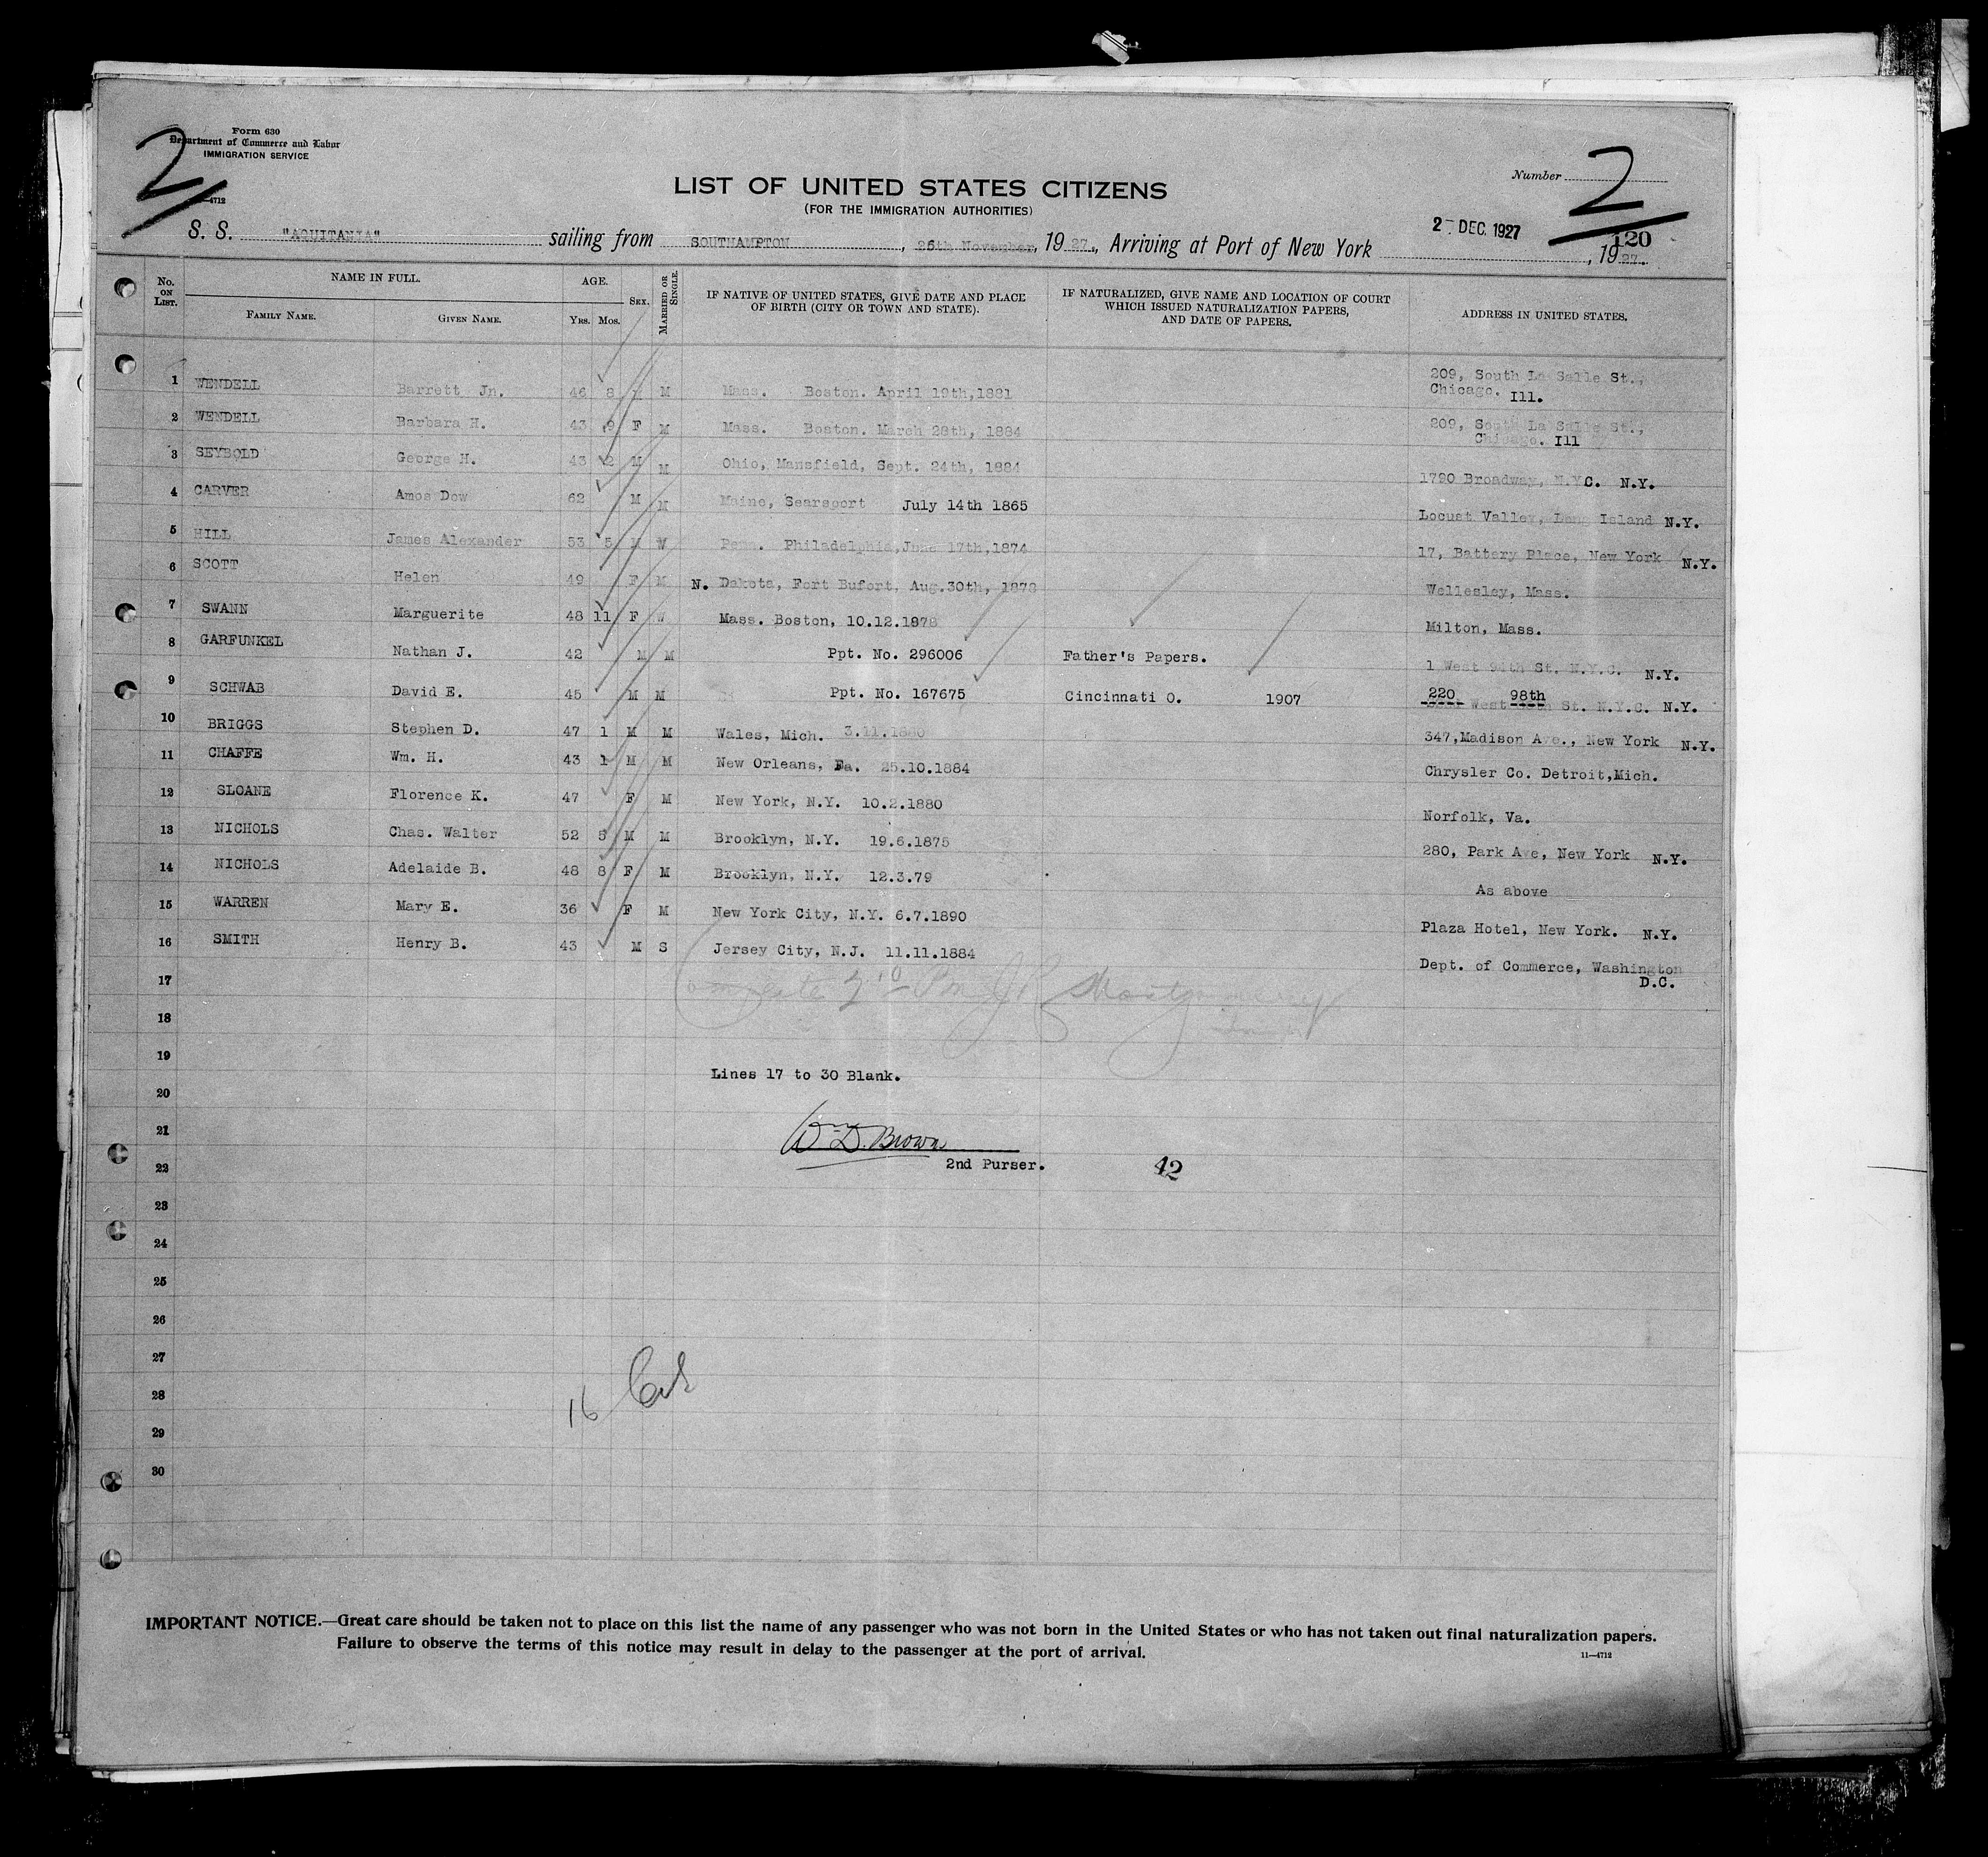 Form 630
Department of Commerce and Labor
IMMIGRATION SERVICE
2
—4712
LIST OF UNITED STATES CITIZENS
(FOR THE IMMIGRATION AUTHORITIES)
Number 2
S. S. "AQUITANIA" sailing from SOUTHAMPTON, 26th November, 1927., Arriving at Port of New York 2- DEC. 1927, 1927.
120
No. ON LIST. NAME IN FULL. AGE. SEX. MARRIED OR SINGLE. IF NATIVE OF UNITED STATES, GIVE DATE AND PLACE OF BIRTH (CITY OR TOWN AND STATE). IF NATURALIZED, GIVE NAME AND LOCATION OF COURT WHICH ISSUED NATURALIZATION PAPERS, AND DATE OF PAPERS. ADDRESS IN UNITED STATES.
FAMILY NAME. GIVEN NAME. YRS. MOS.
1 WENDELL Barrett Jn. 46 8 M M Mass. Boston. April 19th,1881 209, South La Salle St., Chicago. Ill.
2 WENDELL Barbara H. 43 9 F M Mass. Boston. March 28th, 1884 209, South La Salle St., Chicago. Ill
3 SEYBOLD George H. 43 2 M M Ohio, Mansfield, Sept. 24th, 1884 1790 Broadway, N.Y.C. N.Y.
4 CARVER Amos Dow 62 M M Maine, Searsport July 14th 1865 Locust Valley, Long Island N.Y.
5 HILL James Alexander 53 5 M W Penn. Philadelphia,June 17th,1874 17, Battery Place, New York N.Y.
6 SCOTT Helen 49 F M N. Dakota, Fort Bufort, Aug.30th, 1878 Wellesley, Mass.
7 SWANN Marguerite 48 11 F W Mass. Boston, 10.12.1878 Milton, Mass.
8 GARFUNKEL Nathan J. 42 M M Ppt. No. 296006 Father's Papers. 1 West 94th St. N.Y.C. N.Y.
9 SCHWAB David E. 45 M M Ppt. No. 167675 Cincinnati O. 1907 220 98th West St. N.Y.C. N.Y.
10 BRIGGS Stephen D. 47 1 M M Wales, Mich. 3.11.1880 347,Madison Ave., New York N.Y.
11 CHAFFE Wm. H. 43 1 M M New Orleans, La. 25.10.1884 Chrysler Co. Detroit,Mich.
12 SLOANE Florence K. 47 F M New York, N.Y. 10.2.1880 Norfolk, Va.
13 NICHOLS Chas. Walter 52 5 M M Brooklyn, N.Y. 19.6.1875 280, Park Ave, New York N.Y.
14 NICHOLS Adelaide B. 48 8 F M Brooklyn, N.Y. 12.3.79 As above
15 WARREN Mary E. 36 F M New York City, N.Y. 6.7.1890 Plaza Hotel, New York. N.Y.
16 SMITH Henry B. 43 M S Jersey City, N.J. 11.11.1884 Dept. of Commerce, Washington D.C.
17
18
19
Lines 17 to 30 Blank.
20
21
Wm D. Brown
22
2nd Purser.
42
23
24
25
26
27
28
16
29
30
IMPORTANT NOTICE.—Great care should be taken not to place on this list the name of any passenger who was not born in the United States or who has not taken out final naturalization papers.
Failure to observe the terms of this notice may result in delay to the passenger at the port of arrival.
11—4712